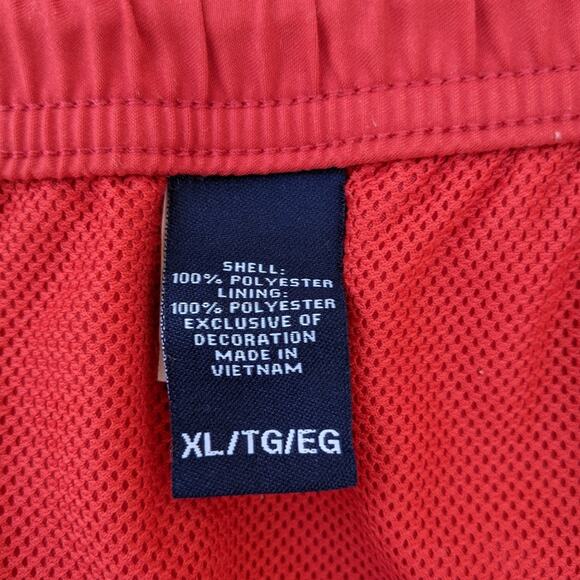 SHELL:
100% POLYESTER
LINING:
100% POLYESTER
EXCLUSIVE OF
DECORATION
MADE IN
VIETNAM
XL/TG/EG